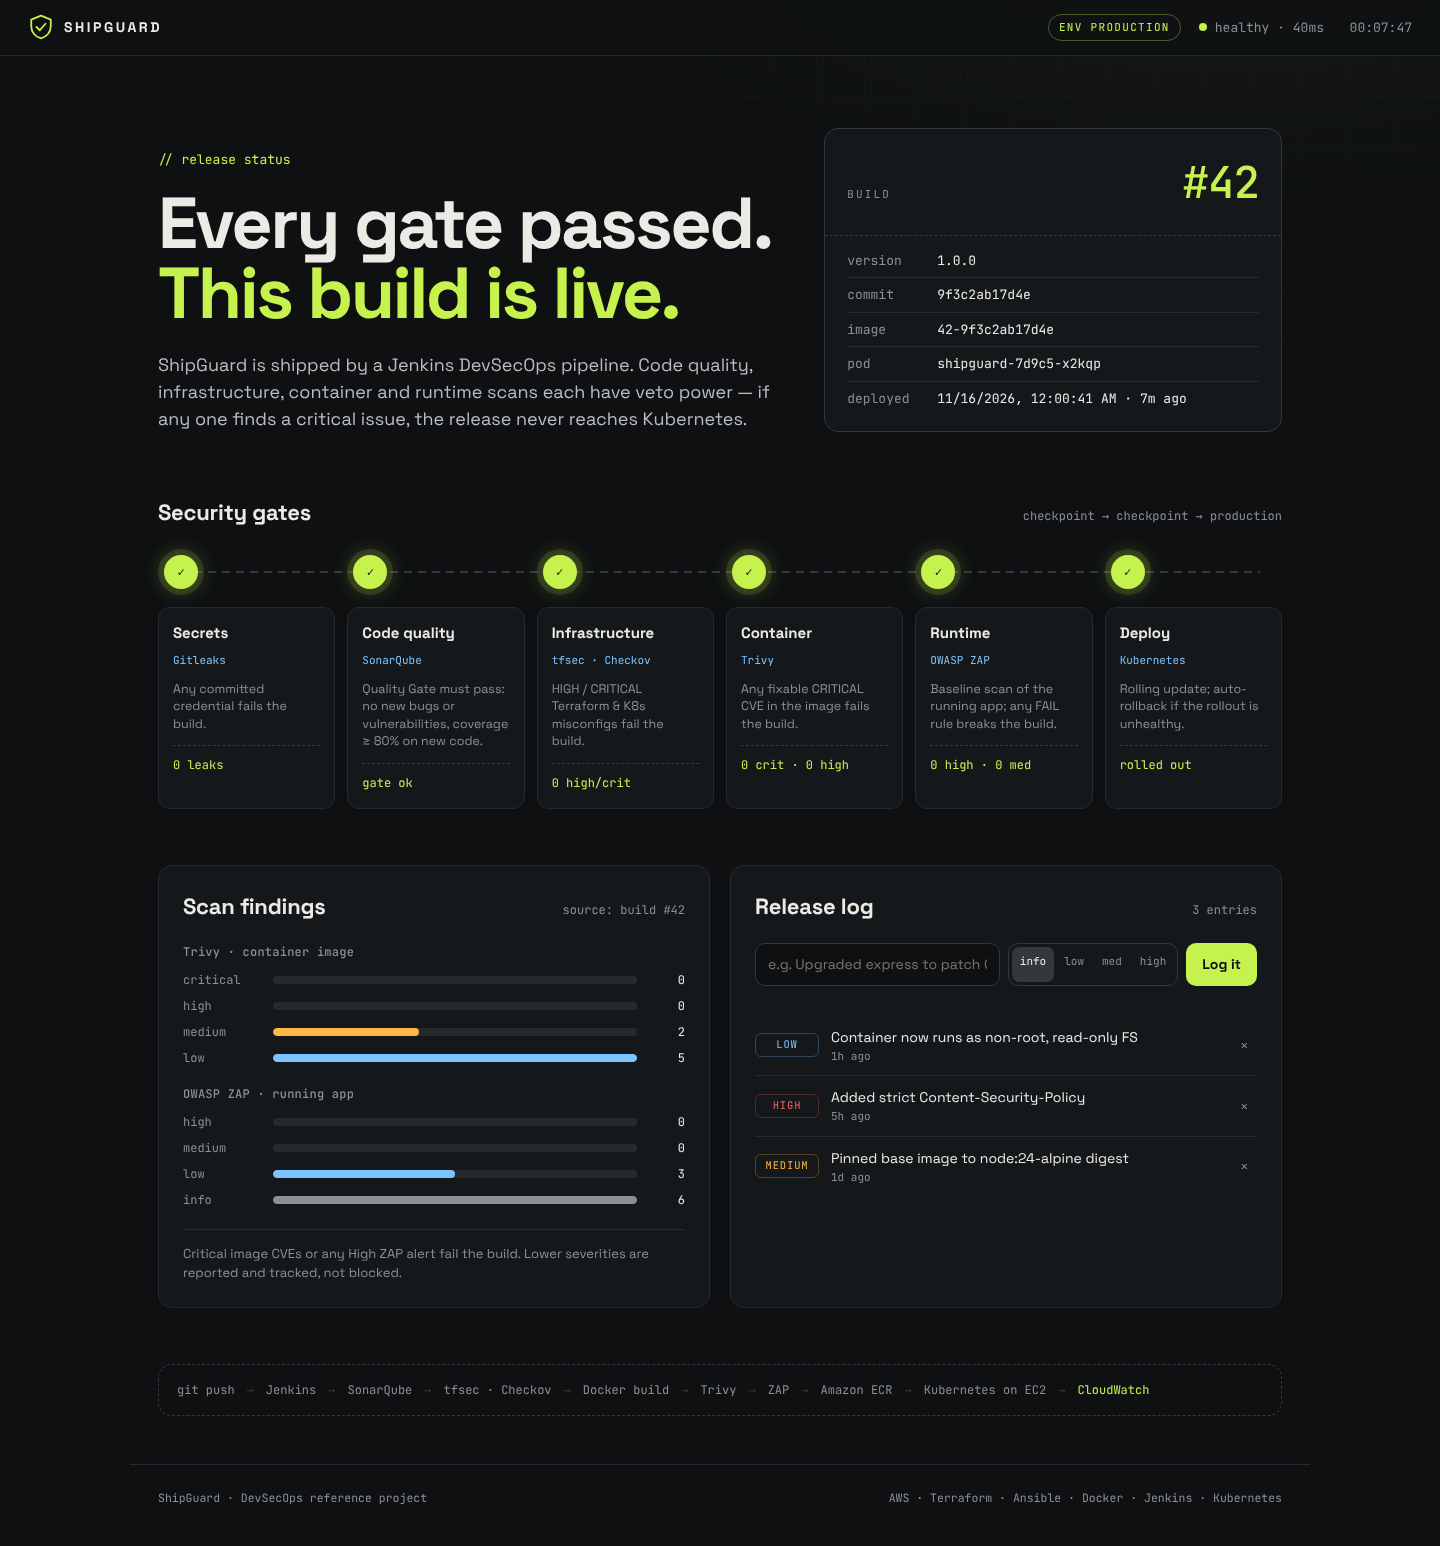 SHIPGUARD
ENV PRODUCTION
healthy · 40ms
00:07:47
// release status
Every gate passed.
This build is live.
ShipGuard is shipped by a Jenkins DevSecOps pipeline. Code quality,
infrastructure, container and runtime scans each have veto power — if
any one finds a critical issue, the release never reaches Kubernetes.
BUILD #42
version 1.0.0
commit 9f3c2ab17d4e
image 42-9f3c2ab17d4e
pod shipguard-7d9c5-x2kqp
deployed 11/16/2026, 12:00:41 AM · 7m ago
Security gates
checkpoint → checkpoint → production
✓ ✓ ✓ ✓ ✓ ✓
Secrets
Gitleaks
Any committed
credential fails the
build.
0 leaks
Code quality
SonarQube
Quality Gate must pass:
no new bugs or
vulnerabilities, coverage
≥ 80% on new code.
gate ok
Infrastructure
tfsec · Checkov
HIGH / CRITICAL
Terraform & K8s
misconfigs fail the
build.
0 high/crit
Container
Trivy
Any fixable CRITICAL
CVE in the image fails
the build.
0 crit · 0 high
Runtime
OWASP ZAP
Baseline scan of the
running app; any FAIL
rule breaks the build.
0 high · 0 med
Deploy
Kubernetes
Rolling update; auto-
rollback if the rollout is
unhealthy.
rolled out
Scan findings
source: build #42
Trivy · container image
critical 0
high 0
medium 2
low 5
OWASP ZAP · running app
high 0
medium 0
low 3
info 6
Critical image CVEs or any High ZAP alert fail the build. Lower severities are
reported and tracked, not blocked.
Release log
3 entries
e.g. Upgraded express to patch
info low med high
Log it
LOW Container now runs as non-root, read-only FS ×
1h ago
HIGH Added strict Content-Security-Policy ×
5h ago
MEDIUM Pinned base image to node:24-alpine digest ×
1d ago
git push → Jenkins → SonarQube → tfsec · Checkov → Docker build → Trivy → ZAP → Amazon ECR → Kubernetes on EC2 → CloudWatch
ShipGuard · DevSecOps reference project
AWS · Terraform · Ansible · Docker · Jenkins · Kubernetes